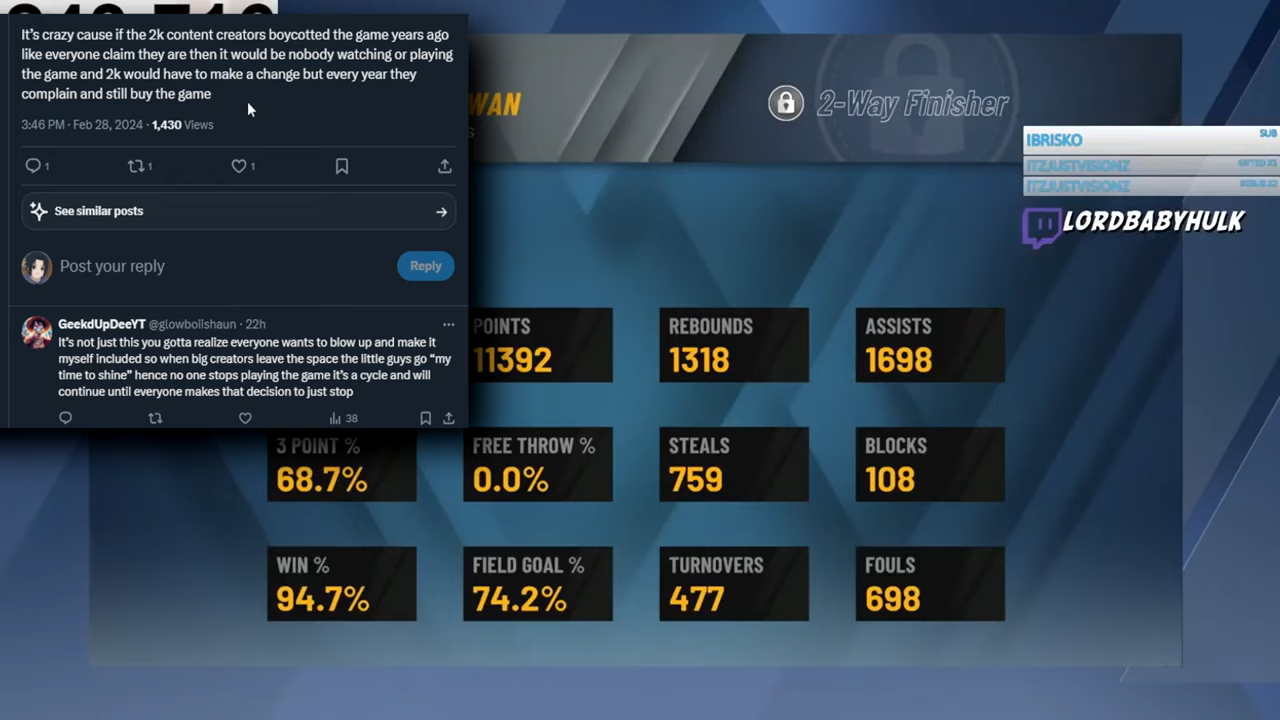 It's crazy cause if the 2k content creators boycotted the game years ago
like everyone claim they are then it would be nobody watching or playing
the game and 2k would have to make a change but every year they
complain and still buy the game
3:46 PM · Feb 28, 2024 · 1,430 Views
1 1 1
See similar posts
Post your reply
Reply
GeekdUpDeeYT @glowboilshaun · 22h
It's not just this you gotta realize everyone wants to blow up and make it
myself included so when big creators leave the space the little guys go “my
time to shine” hence no one stops playing the game it's a cycle and will
continue until everyone makes that decision to just stop
38
2-Way Finisher
IBRISKO SUB
ITZJUSTVISIONZ
ITZJUSTVISIONZ
LORDBABYHULK
POINTS
11392
REBOUNDS
1318
ASSISTS
1698
3 POINT %
68.7%
FREE THROW %
0.0%
STEALS
759
BLOCKS
108
WIN %
94.7%
FIELD GOAL %
74.2%
TURNOVERS
477
FOULS
698